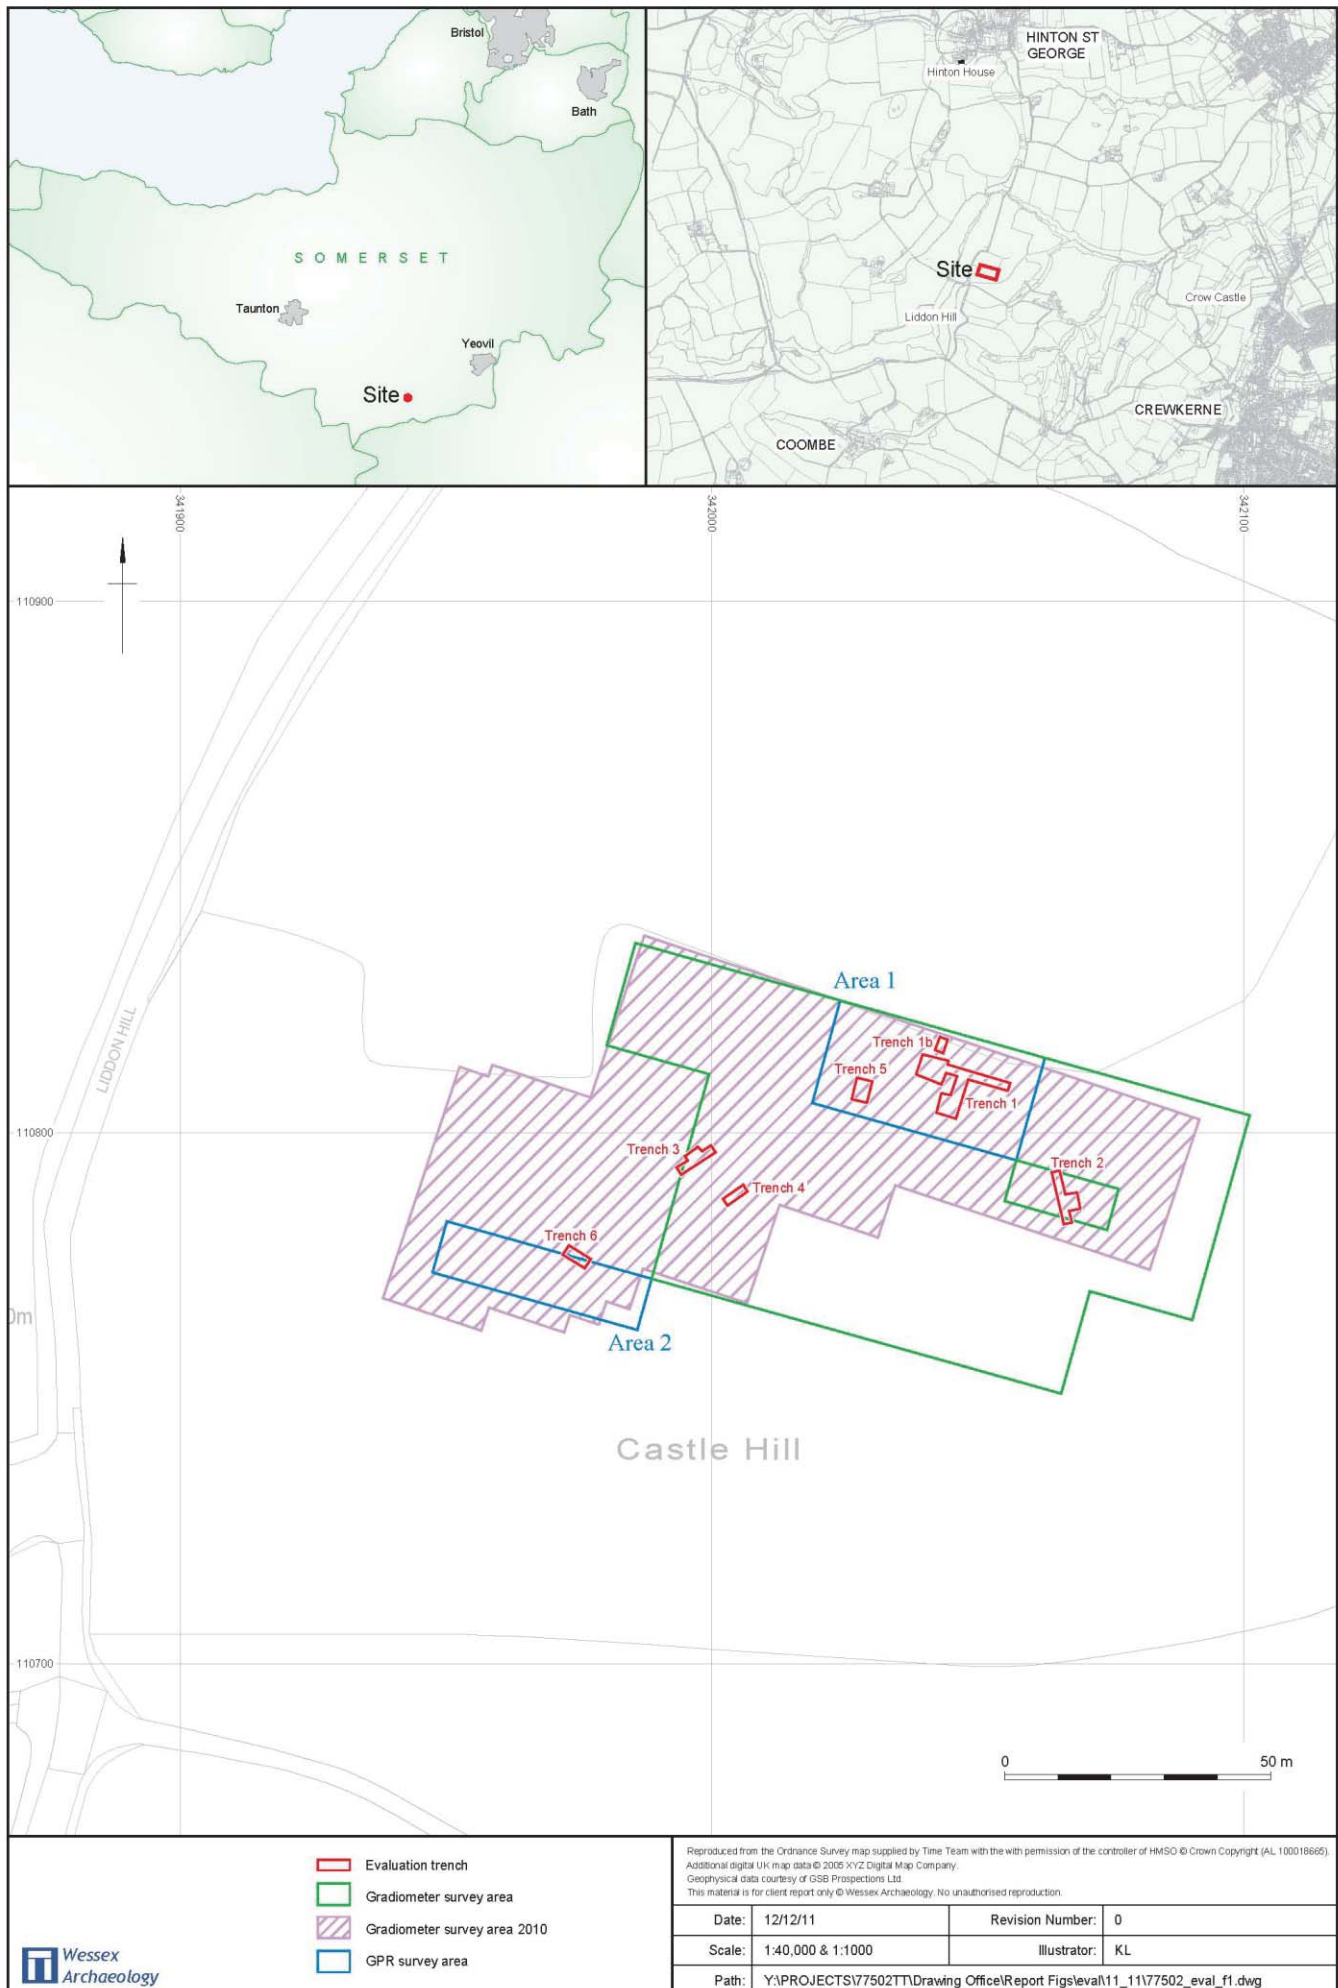 Bristol
Bath
SOMERSET
Taunton
Yeovil
Site
HINTON ST
GEORGE
Hinton House
Site
Liddon Hill
Crow Castle
CREWKERNE
COOMBE
341900
342000
342100
110900
110800
110700
LIDDON HILL
0m
Area 1
Trench 1b
Trench 5
Trench 1
Trench 3
Trench 2
Trench 4
Trench 6
Area 2
Castle Hill
0
50 m
Evaluation trench
Gradiometer survey area
Gradiometer survey area 2010
GPR survey area
Wessex
Archaeology
Reproduced from the Ordnance Survey map supplied by Time Team with the with permission of the controller of HMSO © Crown Copyright (AL 100018665).
Additional digital UK map data © 2005 XYZ Digital Map Company.
Geophysical data courtesy of GSB Prospections Ltd.
This material is for client report only © Wessex Archaeology. No unauthorised reproduction.
Date: 12/12/11 Revision Number: 0
Scale: 1:40,000 & 1:1000 Illustrator: KL
Path: Y:\PROJECTS\77502TT\Drawing Office\Report Figs\eval\11_11\77502_eval_f1.dwg